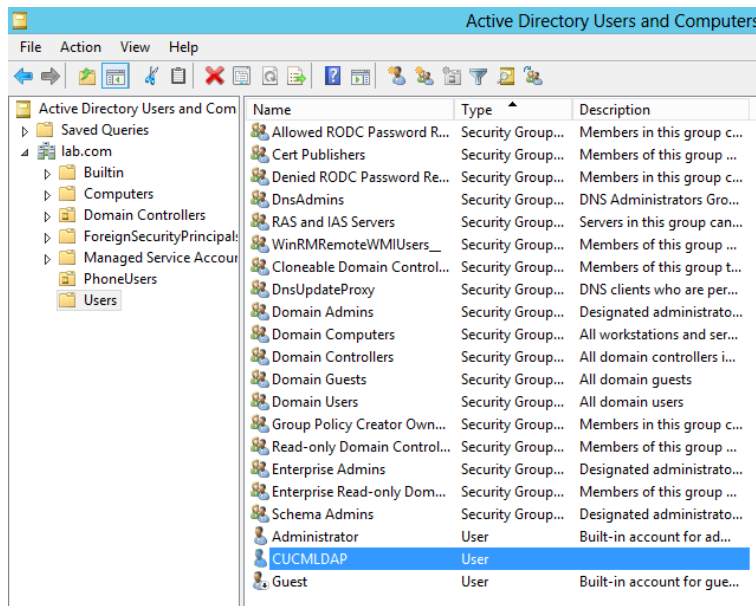 Active Directory Users and Computers
File Action View Help
Active Directory Users and Com
Saved Queries
lab.com
Builtin
Computers
Domain Controllers
ForeignSecurityPrincipals
Managed Service Accour
PhoneUsers
Users
Name Type Description
Allowed RODC Password R... Security Group... Members in this group c...
Cert Publishers Security Group... Members of this group ...
Denied RODC Password Re... Security Group... Members in this group c...
DnsAdmins Security Group... DNS Administrators Gro...
RAS and IAS Servers Security Group... Servers in this group can...
WinRMRemoteWMIUsers__ Security Group... Members of this group ...
Cloneable Domain Control... Security Group... Members of this group t...
DnsUpdateProxy Security Group... DNS clients who are per...
Domain Admins Security Group... Designated administrato...
Domain Computers Security Group... All workstations and ser...
Domain Controllers Security Group... All domain controllers i...
Domain Guests Security Group... All domain guests
Domain Users Security Group... All domain users
Group Policy Creator Own... Security Group... Members in this group c...
Read-only Domain Control... Security Group... Members of this group ...
Enterprise Admins Security Group... Designated administrato...
Enterprise Read-only Dom... Security Group... Members of this group ...
Schema Admins Security Group... Designated administrato...
Administrator User Built-in account for ad...
CUCMLDAP User
Guest User Built-in account for gue...